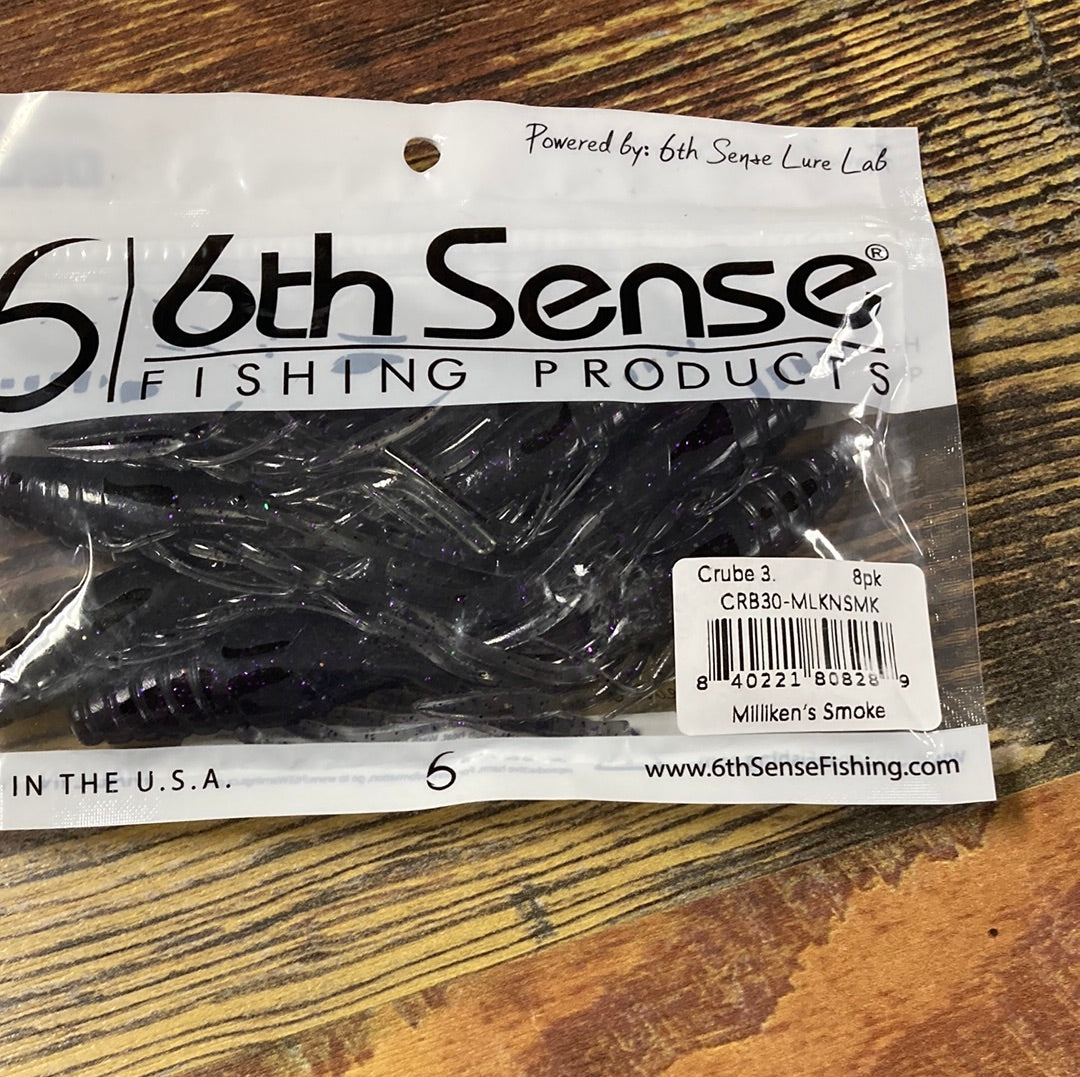 Powered by: 6th Sense Lure Lab
6 6th Sense®
FISHING PRODUCTS
Crube 3. 8pk
CRB30-MLKNSMK
8 40221 80828 9
Milliken's Smoke
IN THE U.S.A. 6 www.6thSenseFishing.com